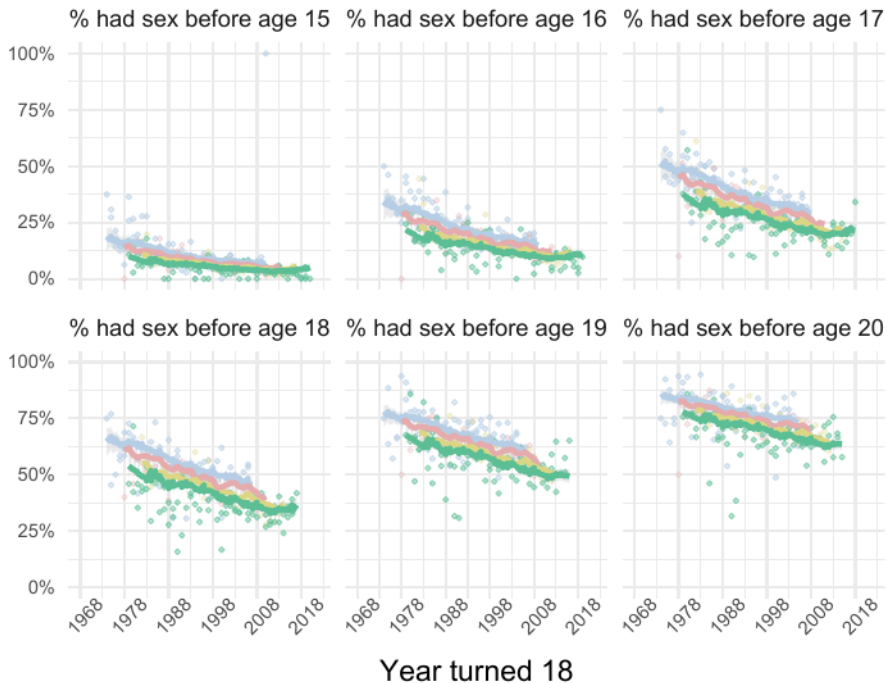 % had sex before age 15 % had sex before age 16 % had sex before age 17
100%
75%
50%
25%
0%
% had sex before age 18 % had sex before age 19 % had sex before age 20
100%
75%
50%
25%
0%
1968 1978 1988 1998 2008 2018 1968 1978 1988 1998 2008 2018 1968 1978 1988 1998 2008 2018
Year turned 18